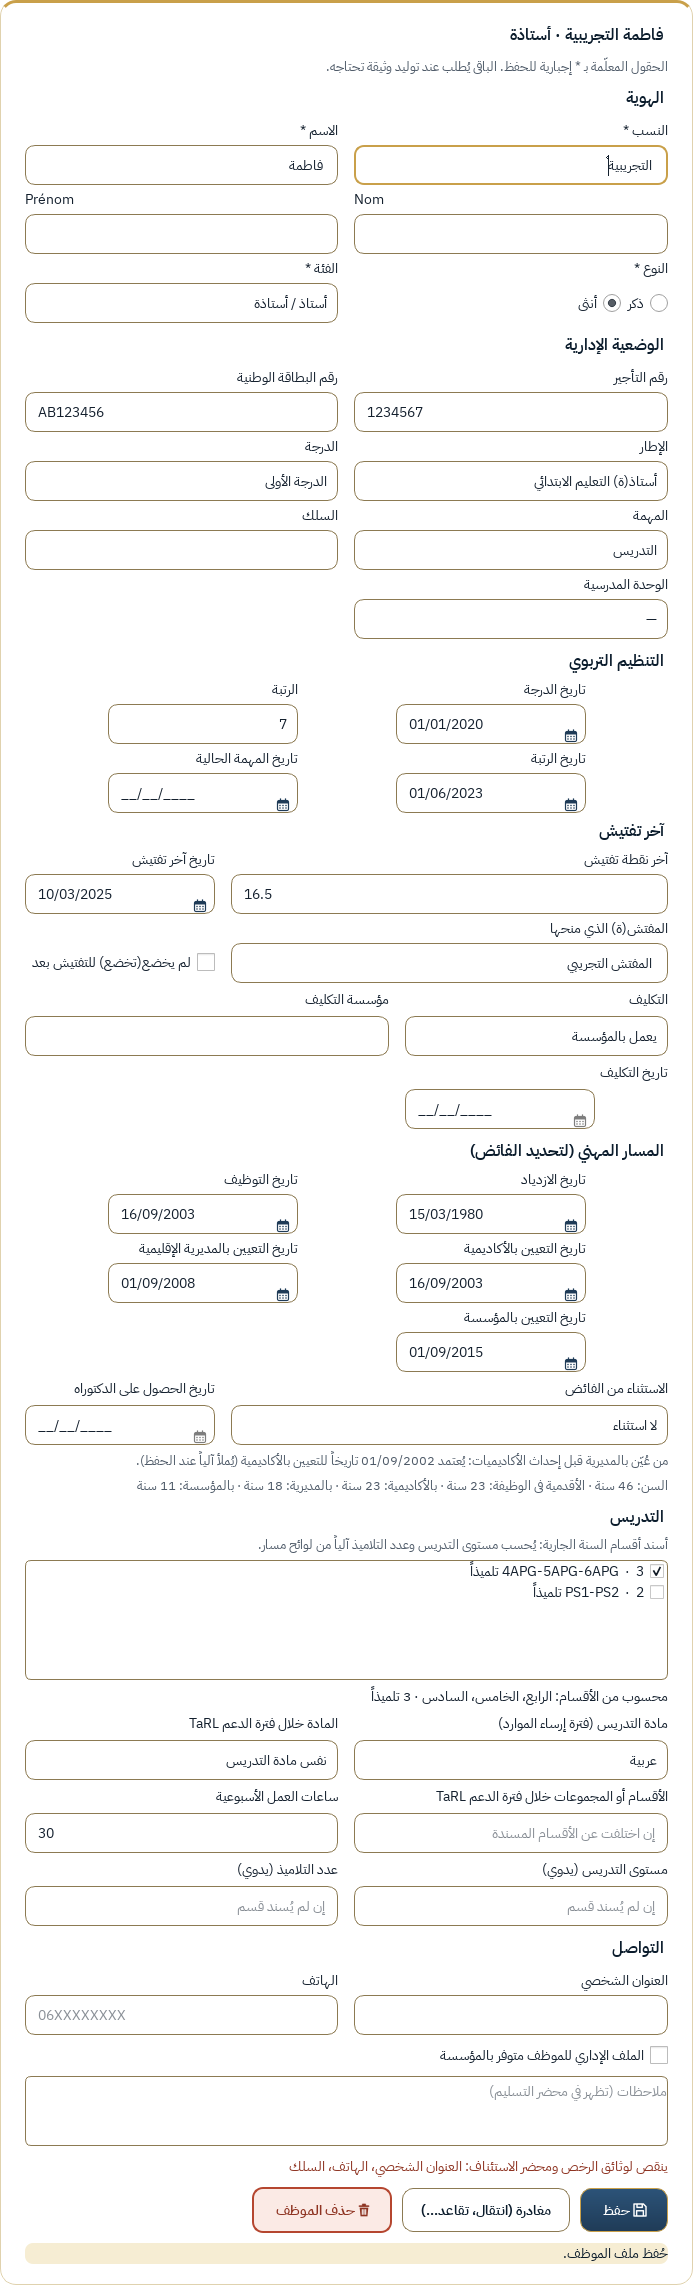 فاطمة التجريبية · أستاذة
الحقول المعلّمة بـ * إجبارية للحفظ. الباقي يُطلب عند توليد وثيقة تحتاجه.
الهوية
النسب * الاسم *
التجريبية فاطمة
Nom Prénom
النوع * الفئة *
ذكر أنثى أستاذ / أستاذة
الوضعية الإدارية
رقم التأجير رقم البطاقة الوطنية
1234567 AB123456
الإطار الدرجة
أستاذ(ة) التعليم الابتدائي الدرجة الأولى
المهمة السلك
التدريس
الوحدة المدرسية
—
التنظيم التربوي
تاريخ الدرجة الرتبة
01/01/2020 7
تاريخ الرتبة تاريخ المهمة الحالية
01/06/2023 __/__/____
آخر تفتيش
آخر نقطة تفتيش تاريخ آخر تفتيش
16.5 10/03/2025
المفتش(ة) الذي منحها
المفتش التجريبي لم يخضع(تخضع) للتفتيش بعد
التكليف مؤسسة التكليف
يعمل بالمؤسسة
تاريخ التكليف
__/__/____
المسار المهني (لتحديد الفائض)
تاريخ الازدياد تاريخ التوظيف
15/03/1980 16/09/2003
تاريخ التعيين بالأكاديمية تاريخ التعيين بالمديرية الإقليمية
16/09/2003 01/09/2008
تاريخ التعيين بالمؤسسة
01/09/2015
الاستثناء من الفائض تاريخ الحصول على الدكتوراه
لا استثناء __/__/____
من عُيّن بالمديرية قبل إحداث الأكاديميات: يُعتمد 01/09/2002 تاريخاً للتعيين بالأكاديمية (يُملأ آلياً عند الحفظ).
السن: 46 سنة · الأقدمية في الوظيفة: 23 سنة · بالأكاديمية: 23 سنة · بالمديرية: 18 سنة · بالمؤسسة: 11 سنة
التدريس
أسند أقسام السنة الجارية: يُحسب مستوى التدريس وعدد التلاميذ آلياً من لوائح مسار.
4APG-5APG-6APG · 3 تلميذاً
PS1-PS2 · 2 تلميذاً
محسوب من الأقسام: الرابع، الخامس، السادس · 3 تلميذاً
مادة التدريس (فترة إرساء الموارد) المادة خلال فترة الدعم TaRL
عربية نفس مادة التدريس
الأقسام أو المجموعات خلال فترة الدعم TaRL ساعات العمل الأسبوعية
إن اختلفت عن الأقسام المسندة 30
مستوى التدريس (يدوي) عدد التلاميذ (يدوي)
إن لم يُسند قسم إن لم يُسند قسم
التواصل
العنوان الشخصي الهاتف
06XXXXXXXX
الملف الإداري للموظف متوفر بالمؤسسة
ملاحظات (تظهر في محضر التسليم)
ينقص لوثائق الرخص ومحضر الاستئناف: العنوان الشخصي، الهاتف، السلك
حفظ مغادرة (انتقال، تقاعد...) حذف الموظف
حُفظ ملف الموظف.